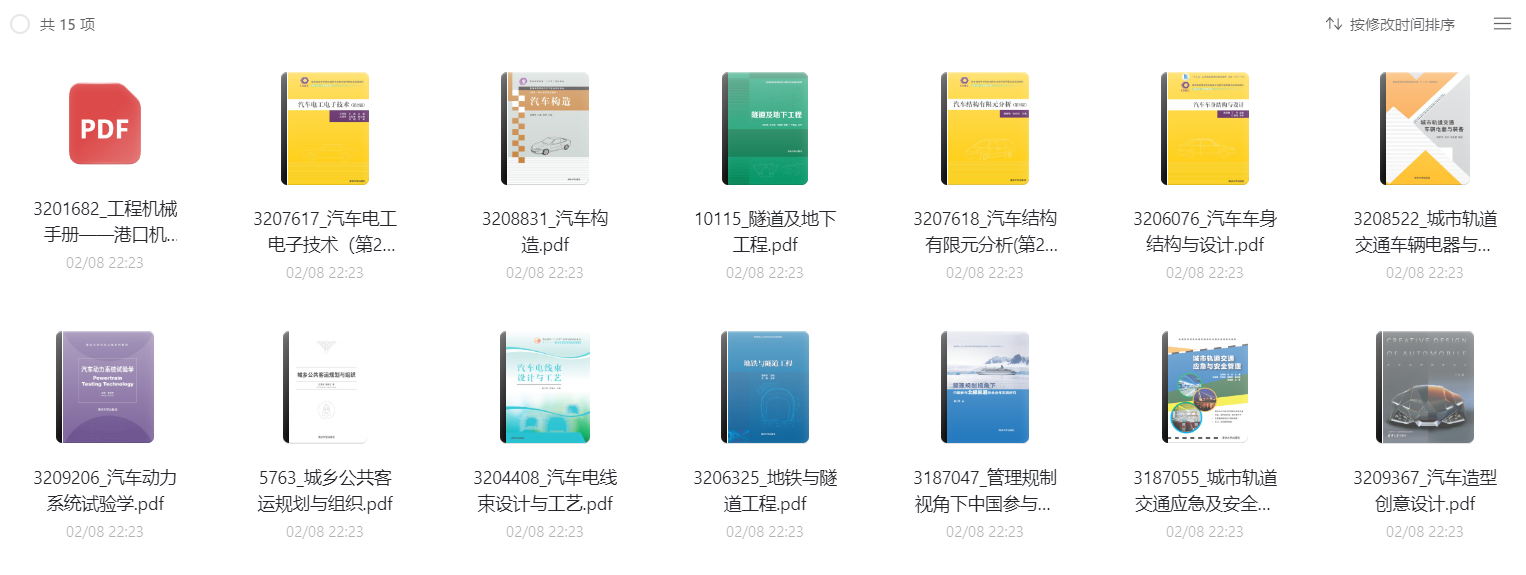 共 15 项
按修改时间排序
PDF
汽车电工电子技术(第2版)
汽车构造
隧道及地下工程
汽车结构有限元分析(第2版)
汽车车身结构与设计
城市轨道交通
车辆电器与装备
3201682_工程机械
手册——港口机...
02/08 22:23
3207617_汽车电工
电子技术（第2...
02/08 22:23
3208831_汽车构
造.pdf
02/08 22:23
10115_隧道及地下
工程.pdf
02/08 22:23
3207618_汽车结构
有限元分析(第2...
02/08 22:23
3206076_汽车车身
结构与设计.pdf
02/08 22:23
3208522_城市轨道
交通车辆电器与...
02/08 22:23
汽车动力系统试验学
Powertrain
Testing Technology
城乡公共客运规划与组织
汽车电线束
设计与工艺
地铁与隧道工程
管理规制视角下
城市轨道交通
应急与安全管理
CREATIVE DESIGN
OF AUTOMOBILE
3209206_汽车动力
系统试验学.pdf
02/08 22:23
5763_城乡公共客
运规划与组织.pdf
02/08 22:23
3204408_汽车电线
束设计与工艺.pdf
02/08 22:23
3206325_地铁与隧
道工程.pdf
02/08 22:23
3187047_管理规制
视角下中国参与...
02/08 22:23
3187055_城市轨道
交通应急及安全...
02/08 22:23
3209367_汽车造型
创意设计.pdf
02/08 22:23